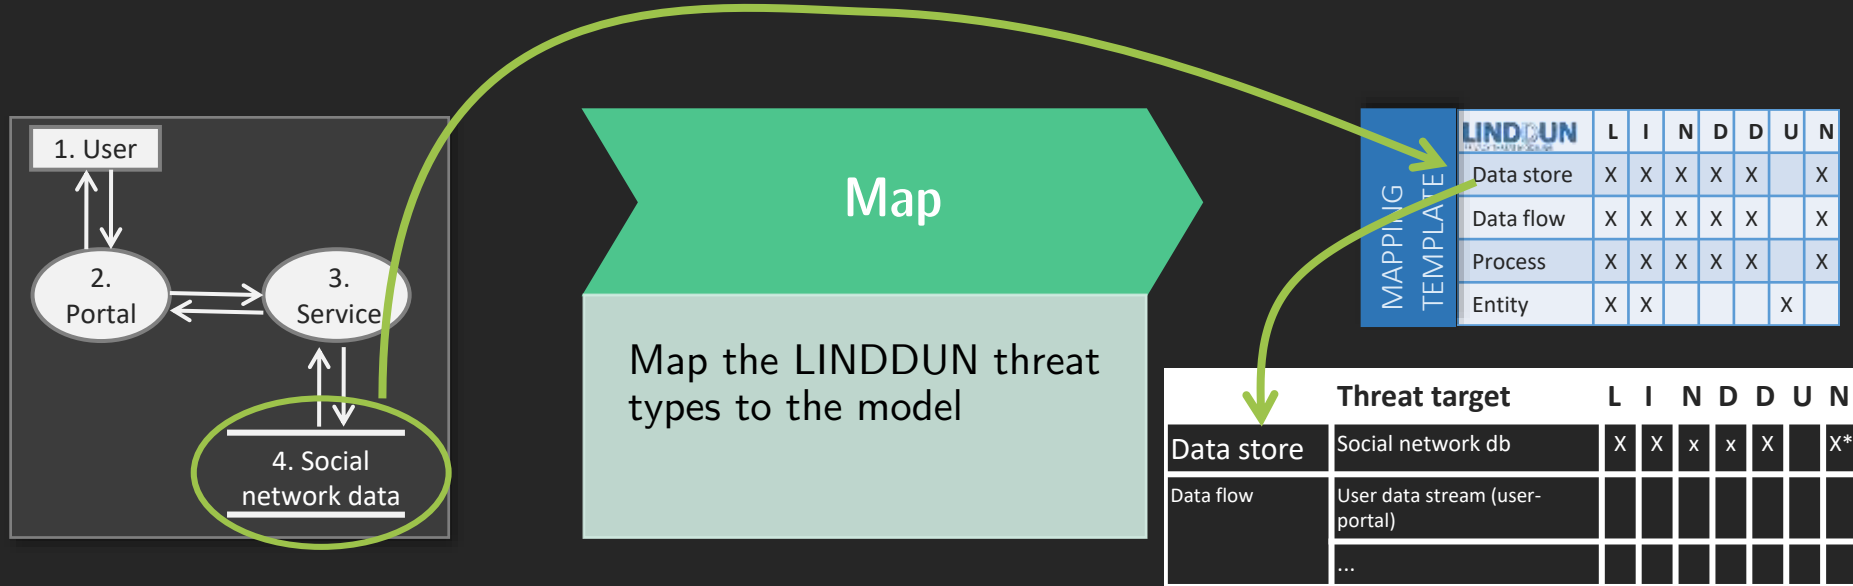 1. User
2.
Portal
3.
Service
4. Social
network data
Map
Map the LINDDUN threat
types to the model
MAPPING
TEMPLATE
LINDDUN L I N D D U N
Data store X X X X X X
Data flow X X X X X X
Process X X X X X X
Entity X X X
Threat target L I N D D U N
Data store Social network db X X x x X X*
Data flow User data stream (user-
portal)
...